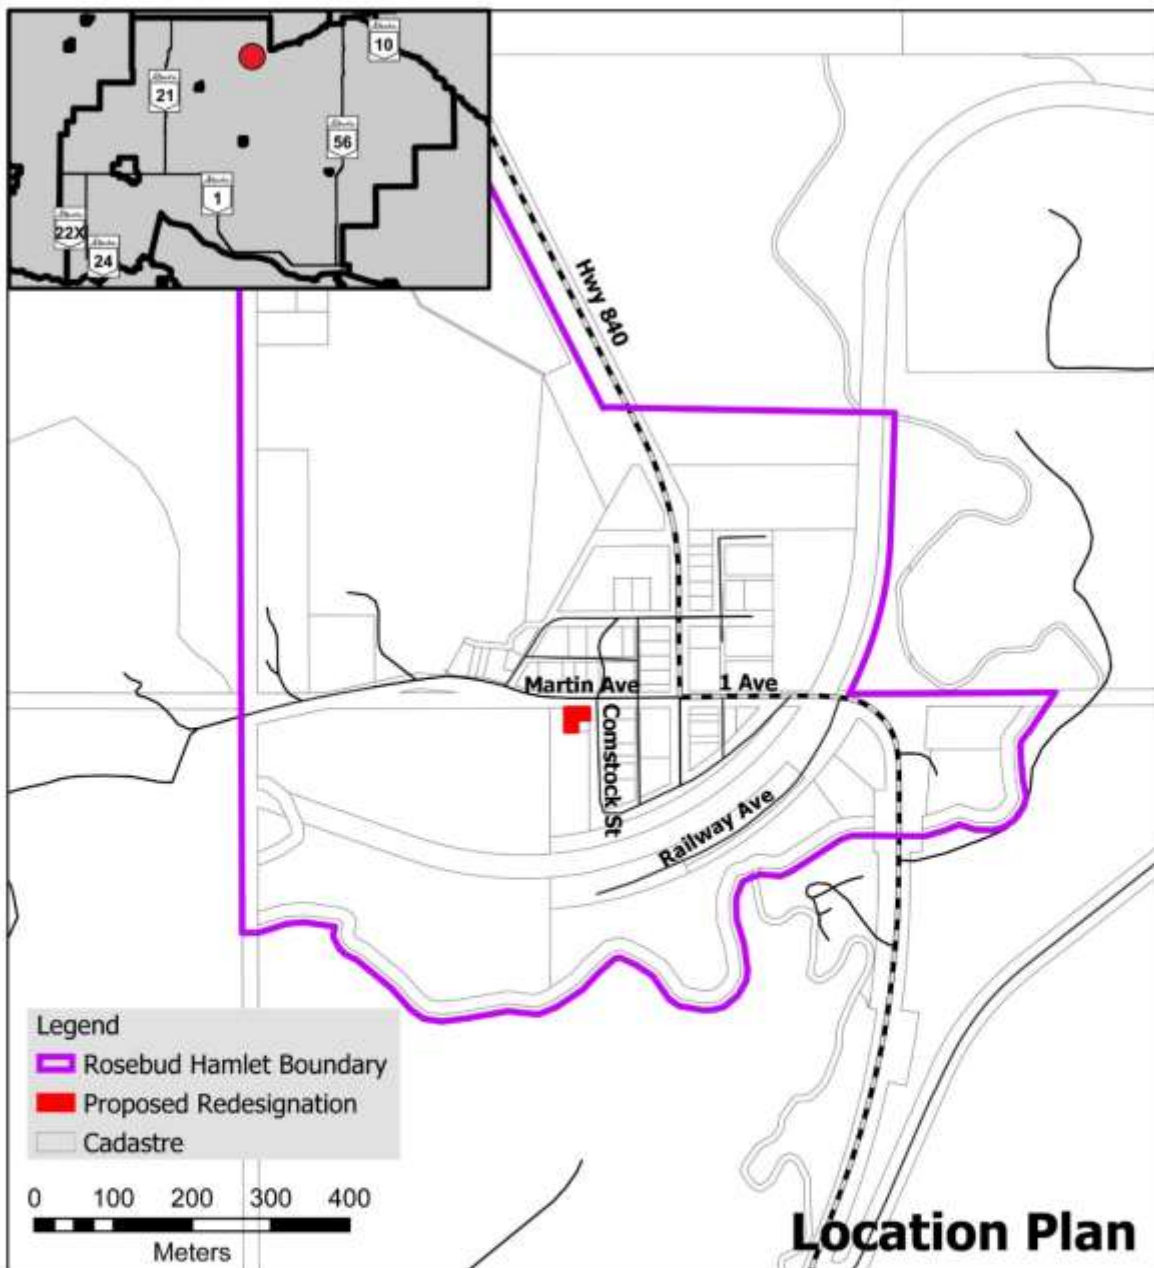 10
21
56
1
22X
24
Hwy 840
Martin Ave
1 Ave
Comstock St
Railway Ave
Legend
Rosebud Hamlet Boundary
Proposed Redesignation
Cadastre
0 100 200 300 400
Meters
Location Plan